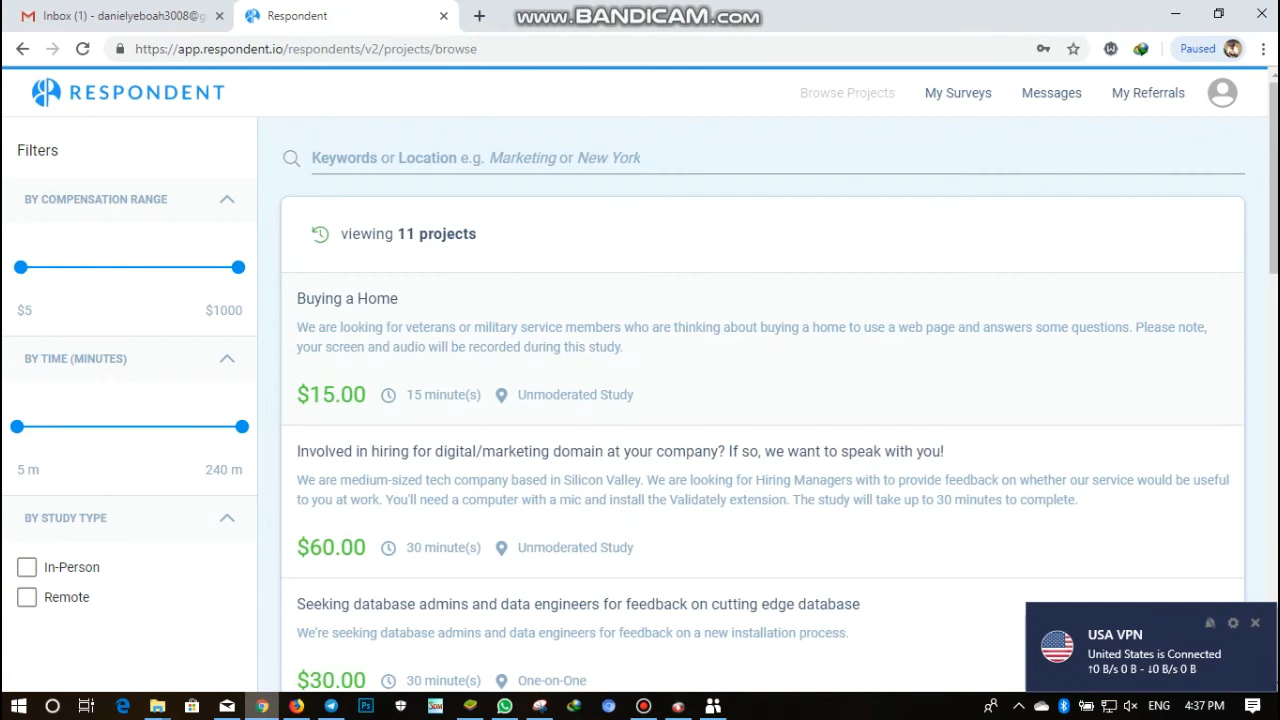 Inbox (1) - danielyeboah3008@g
Respondent
www.BANDICAM.com
https://app.respondent.io/respondents/v2/projects/browse
Paused
RESPONDENT
Browse Projects
My Surveys
Messages
My Referrals
Filters
BY COMPENSATION RANGE
$5
$1000
BY TIME (MINUTES)
5 m
240 m
BY STUDY TYPE
In-Person
Remote
Keywords or Location e.g. Marketing or New York
viewing 11 projects
Buying a Home
We are looking for veterans or military service members who are thinking about buying a home to use a web page and answers some questions. Please note,
your screen and audio will be recorded during this study.
$15.00
15 minute(s)
Unmoderated Study
Involved in hiring for digital/marketing domain at your company? If so, we want to speak with you!
We are medium-sized tech company based in Silicon Valley. We are looking for Hiring Managers with to provide feedback on whether our service would be useful
to you at work. You'll need a computer with a mic and install the Validately extension. The study will take up to 30 minutes to complete.
$60.00
30 minute(s)
Unmoderated Study
Seeking database admins and data engineers for feedback on cutting edge database
We're seeking database admins and data engineers for feedback on a new installation process.
$30.00
30 minute(s)
One-on-One
USA VPN
United States is Connected
↑0 B/s 0 B - ↓0 B/s 0 B
ENG
4:37 PM